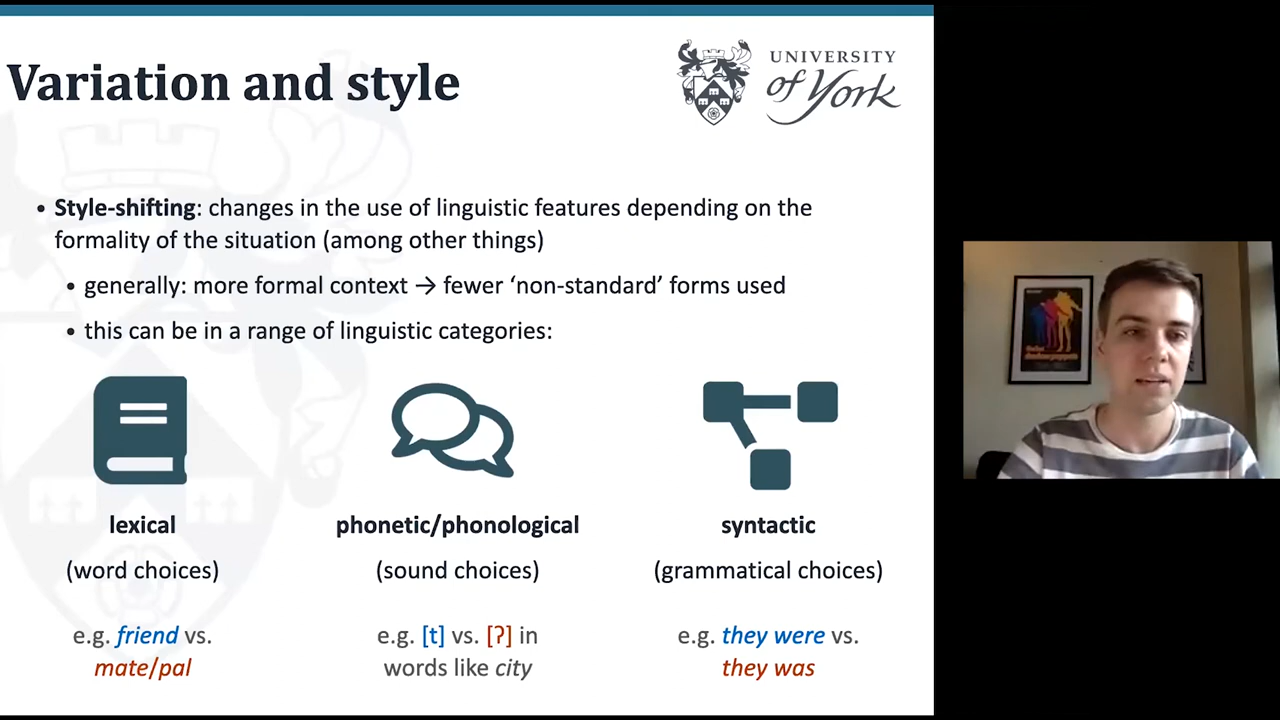 Variation and style
UNIVERSITY
of York
• Style-shifting: changes in the use of linguistic features depending on the
formality of the situation (among other things)
• generally: more formal context → fewer ‘non-standard’ forms used
• this can be in a range of linguistic categories:
lexical
(word choices)
e.g. friend vs.
mate/pal
phonetic/phonological
(sound choices)
e.g. [t] vs. [ʔ] in
words like city
syntactic
(grammatical choices)
e.g. they were vs.
they was